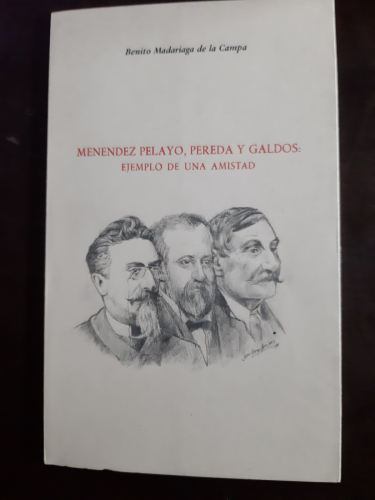 Benito Madariaga de la Campa
MENENDEZ PELAYO, PEREDA Y GALDOS:
EJEMPLO DE UNA AMISTAD